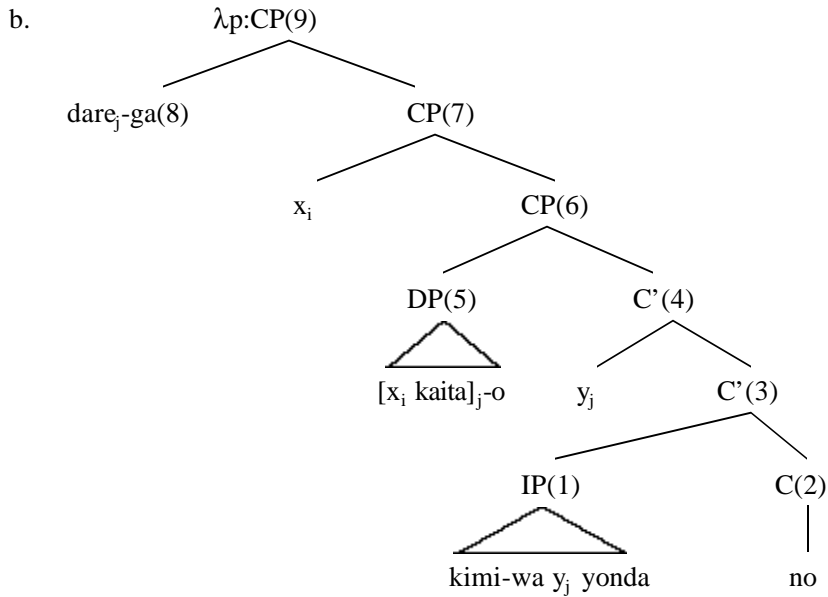 b. λp:CP(9)
dareⱼ-ga(8) CP(7)
xᵢ CP(6)
DP(5) C’(4)
[xᵢ kaita]ⱼ-o yⱼ C’(3)
IP(1) C(2)
kimi-wa yⱼ yonda no